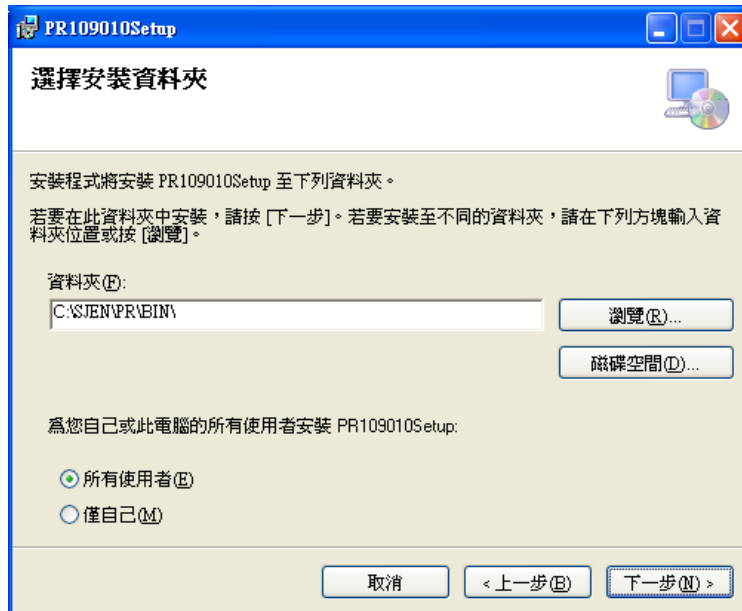 PR109010Setup
選擇安裝資料夾
安裝程式將安裝 PR109010Setup 至下列資料夾。
若要在此資料夾中安裝，請按 [下一步]。若要安裝至不同的資料夾，請在下列方塊輸入資
料夾位置或按 [瀏覽]。
資料夾(F):
C:\SJEN\PR\BIN\
瀏覽(R)...
磁碟空間(D)...
為您自己或此電腦的所有使用者安裝 PR109010Setup:
所有使用者(E)
僅自己(M)
取消
< 上一步(B)
下一步(N) >